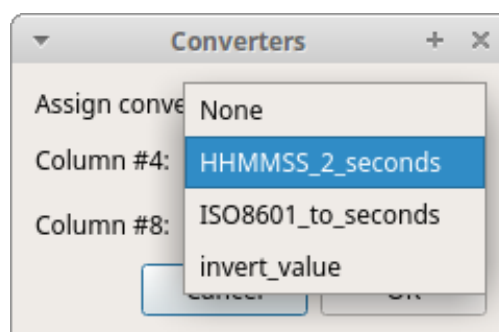 Converters
Assign conve
None
Column #4:
HHMMSS_2_seconds
ISO8601_to_seconds
Column #8:
invert_value